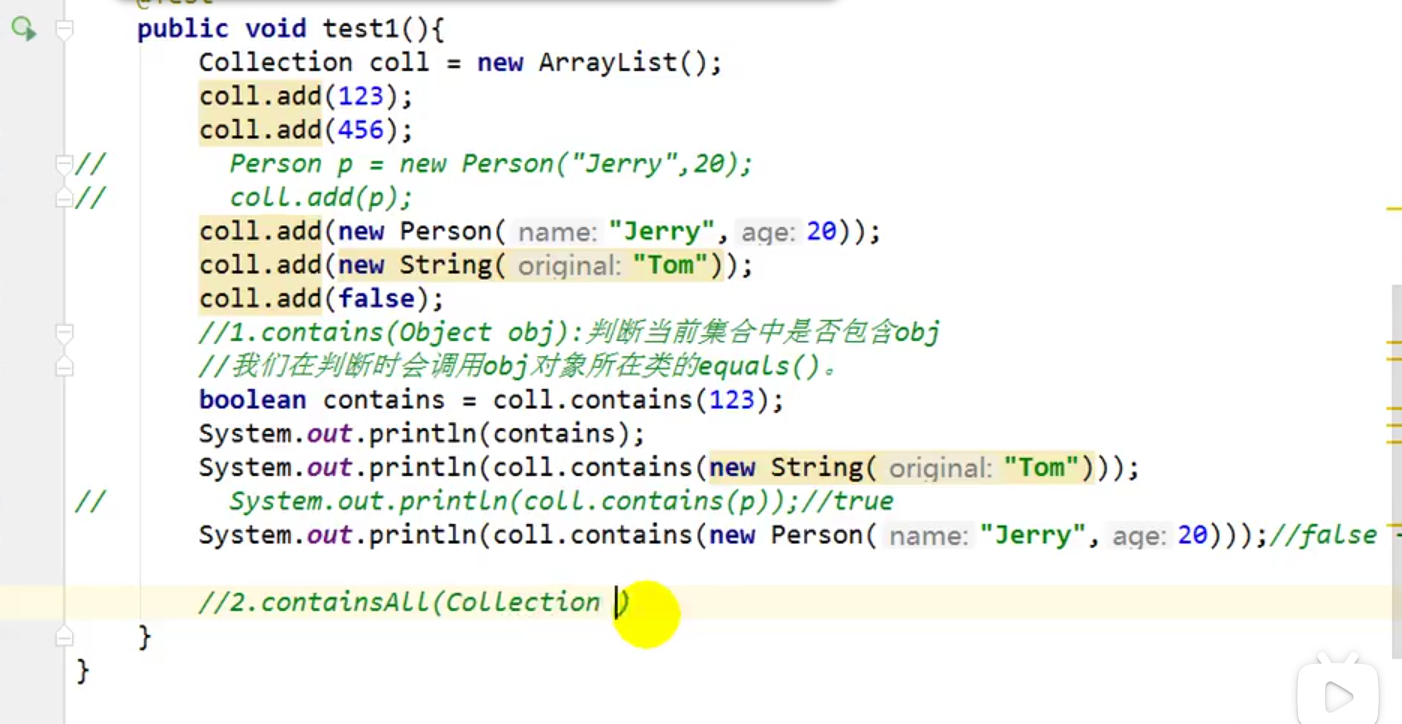 @Test
public void test1(){
Collection coll = new ArrayList();
coll.add(123);
coll.add(456);
// Person p = new Person("Jerry",20);
// coll.add(p);
coll.add(new Person( name: "Jerry", age: 20));
coll.add(new String( original: "Tom"));
coll.add(false);
//1.contains(Object obj):判断当前集合中是否包含obj
//我们在判断时会调用obj对象所在类的equals()。
boolean contains = coll.contains(123);
System.out.println(contains);
System.out.println(coll.contains(new String( original: "Tom")));
// System.out.println(coll.contains(p));//true
System.out.println(coll.contains(new Person( name: "Jerry", age: 20)));//false -
//2.containsAll(Collection )
}
}